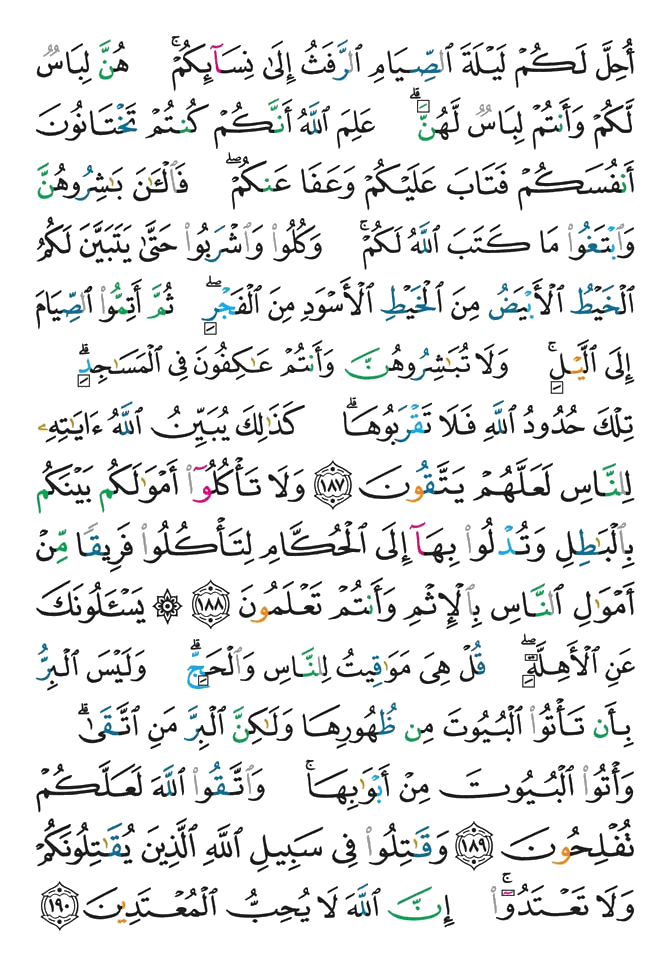 أُحِلَّ لَكُمْ لَيْلَةَ ٱلصِّيَامِ ٱلرَّفَثُ إِلَىٰ نِسَآئِكُمْ ۚ هُنَّ لِبَاسٌ
لَّكُمْ وَأَنتُمْ لِبَاسٌ لَّهُنَّ ۗ عَلِمَ ٱللَّهُ أَنَّكُمْ كُنتُمْ تَخْتَانُونَ
أَنفُسَكُمْ فَتَابَ عَلَيْكُمْ وَعَفَا عَنكُمْ ۖ فَٱلْـَٰٔنَ بَـٰشِرُوهُنَّ
وَٱبْتَغُوا۟ مَا كَتَبَ ٱللَّهُ لَكُمْ ۚ وَكُلُوا۟ وَٱشْرَبُوا۟ حَتَّىٰ يَتَبَيَّنَ لَكُمُ
ٱلْخَيْطُ ٱلْأَبْيَضُ مِنَ ٱلْخَيْطِ ٱلْأَسْوَدِ مِنَ ٱلْفَجْرِ ۖ ثُمَّ أَتِمُّوا۟ ٱلصِّيَامَ
إِلَى ٱلَّيْلِ ۚ وَلَا تُبَـٰشِرُوهُنَّ وَأَنتُمْ عَـٰكِفُونَ فِى ٱلْمَسَـٰجِدِ ۗ
تِلْكَ حُدُودُ ٱللَّهِ فَلَا تَقْرَبُوهَا ۗ كَذَٰلِكَ يُبَيِّنُ ٱللَّهُ ءَايَـٰتِهِۦ
لِلنَّاسِ لَعَلَّهُمْ يَتَّقُونَ ١٨٧ وَلَا تَأْكُلُوٓا۟ أَمْوَٰلَكُم بَيْنَكُم
بِٱلْبَـٰطِلِ وَتُدْلُوا۟ بِهَآ إِلَى ٱلْحُكَّامِ لِتَأْكُلُوا۟ فَرِيقًا مِّنْ
أَمْوَٰلِ ٱلنَّاسِ بِٱلْإِثْمِ وَأَنتُمْ تَعْلَمُونَ ١٨٨ ۞ يَسْـَٔلُونَكَ
عَنِ ٱلْأَهِلَّةِ ۖ قُلْ هِىَ مَوَٰقِيتُ لِلنَّاسِ وَٱلْحَجِّ ۗ وَلَيْسَ ٱلْبِرُّ
بِأَن تَأْتُوا۟ ٱلْبُيُوتَ مِن ظُهُورِهَا وَلَـٰكِنَّ ٱلْبِرَّ مَنِ ٱتَّقَىٰ ۗ
وَأْتُوا۟ ٱلْبُيُوتَ مِنْ أَبْوَٰبِهَا ۚ وَٱتَّقُوا۟ ٱللَّهَ لَعَلَّكُمْ
تُفْلِحُونَ ١٨٩ وَقَـٰتِلُوا۟ فِى سَبِيلِ ٱللَّهِ ٱلَّذِينَ يُقَـٰتِلُونَكُمْ
وَلَا تَعْتَدُوٓا۟ ۚ إِنَّ ٱللَّهَ لَا يُحِبُّ ٱلْمُعْتَدِينَ ١٩٠